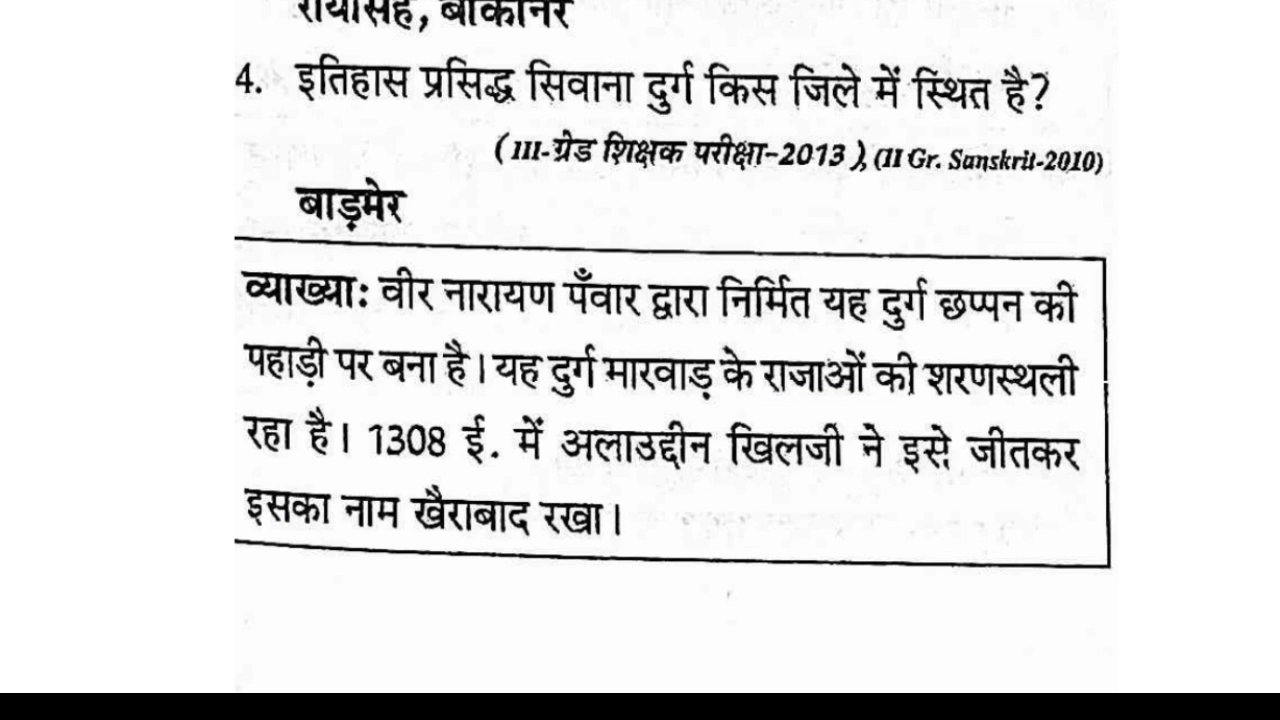 रायसिंह, बीकानेर
4. इतिहास प्रसिद्ध सिवाना दुर्ग किस जिले में स्थित है?
(III-ग्रेड शिक्षक परीक्षा-2013), (II Gr. Sanskrit-2010)
बाड़मेर
व्याख्या: वीर नारायण पँवार द्वारा निर्मित यह दुर्ग छप्पन की
पहाड़ी पर बना है। यह दुर्ग मारवाड़ के राजाओं की शरणस्थली
रहा है। 1308 ई. में अलाउद्दीन खिलजी ने इसे जीतकर
इसका नाम खैराबाद रखा।